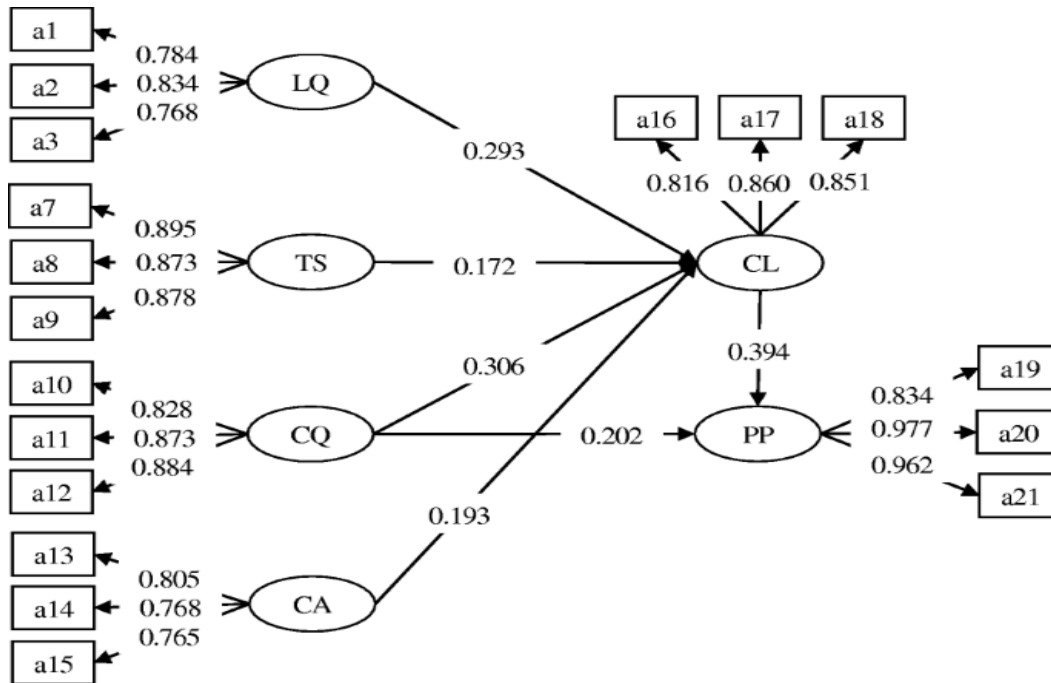 a1
0.784
a2
0.834
LQ
a3
0.768
a16
a17
a18
0.293
0.816
0.860
0.851
a7
0.895
a8
0.873
TS
0.172
CL
a9
0.878
0.306
0.394
a10
0.828
a11
0.873
CQ
0.202
PP
a12
0.884
0.834
a19
0.977
a20
0.962
a21
0.193
a13
0.805
a14
0.768
CA
a15
0.765